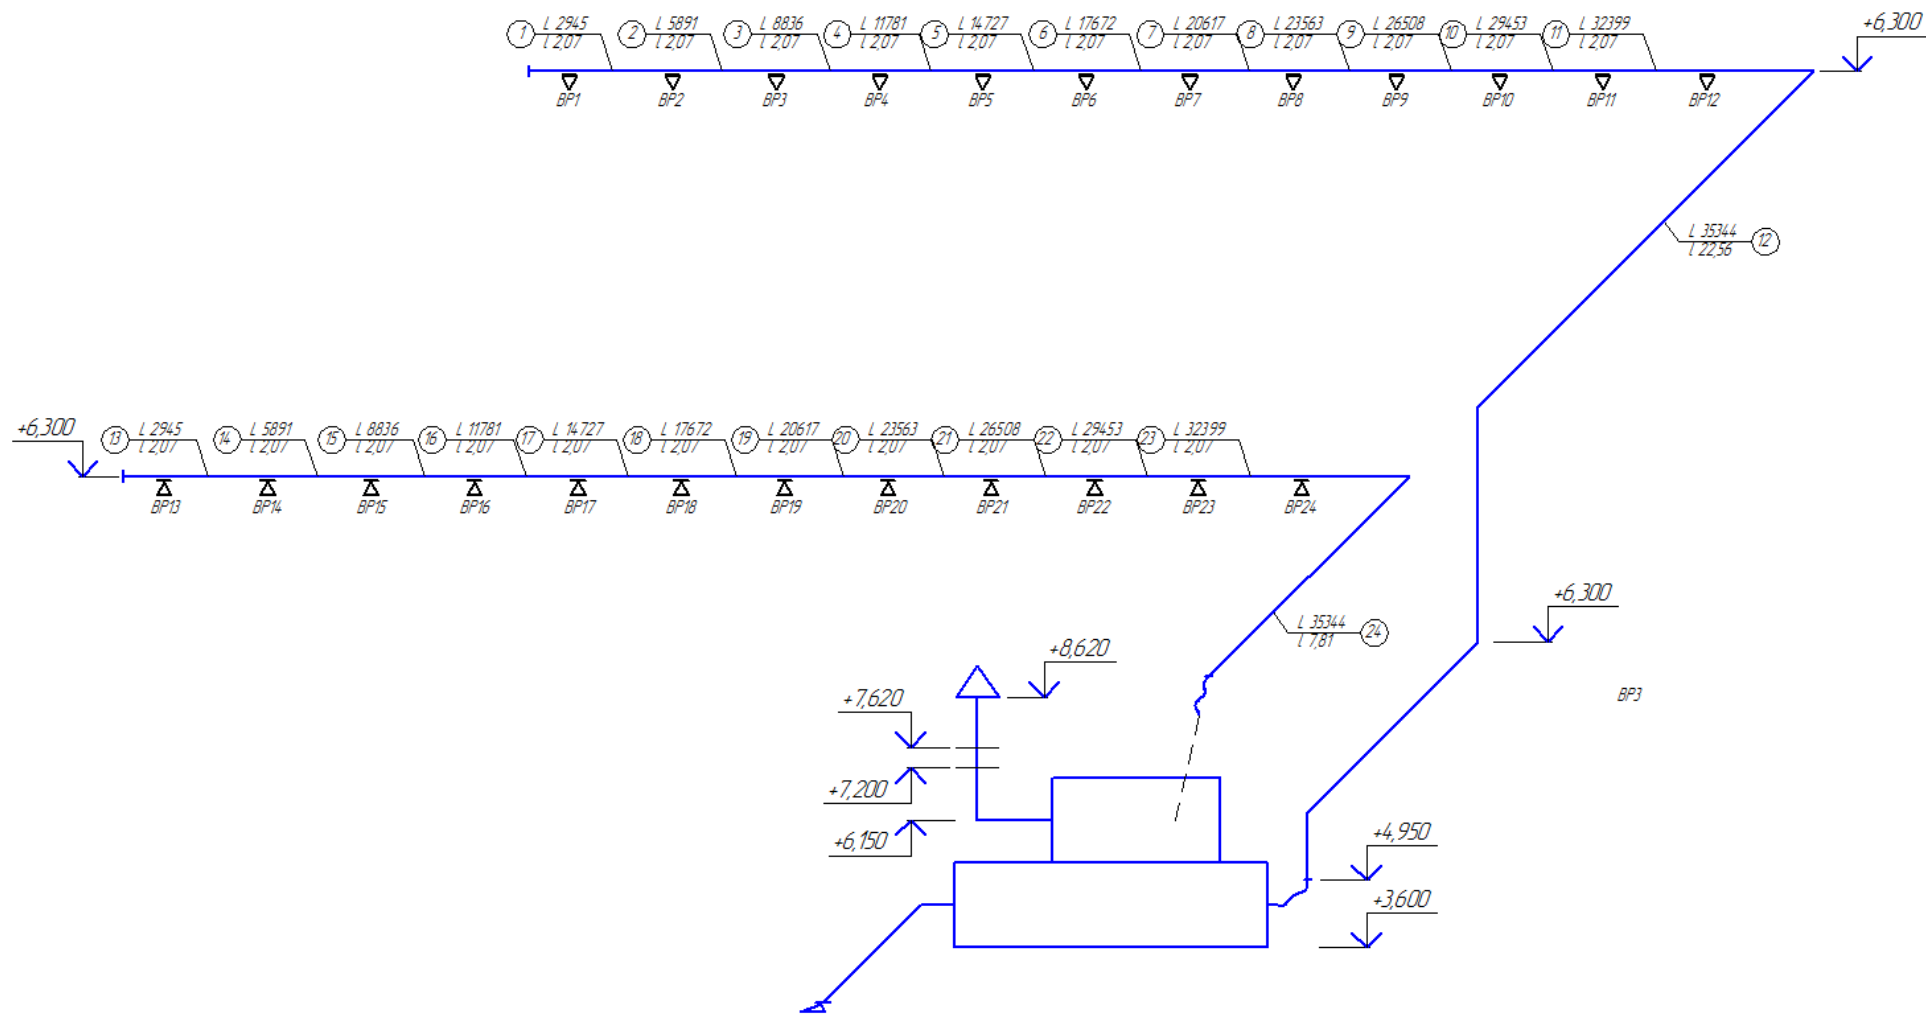 1 L 2945
l 2,07
2 L 5891
l 2,07
3 L 8836
l 2,07
4 L 11781
l 2,07
5 L 14727
l 2,07
6 L 17672
l 2,07
7 L 20617
l 2,07
8 L 23563
l 2,07
9 L 26508
l 2,07
10 L 29453
l 2,07
11 L 32399
l 2,07
+6,300
ВР1 ВР2 ВР3 ВР4 ВР5 ВР6 ВР7 ВР8 ВР9 ВР10 ВР11 ВР12
L 35344 12
l 22,56
+6,300
13 L 2945
l 2,07
14 L 5891
l 2,07
15 L 8836
l 2,07
16 L 11781
l 2,07
17 L 14727
l 2,07
18 L 17672
l 2,07
19 L 20617
l 2,07
20 L 23563
l 2,07
21 L 26508
l 2,07
22 L 29453
l 2,07
23 L 32399
l 2,07
ВР13 ВР14 ВР15 ВР16 ВР17 ВР18 ВР19 ВР20 ВР21 ВР22 ВР23 ВР24
+6,300
L 35344 24
l 7,81
+8,620
ВР3
+7,620
+7,200
+6,150
+4,950
+3,600